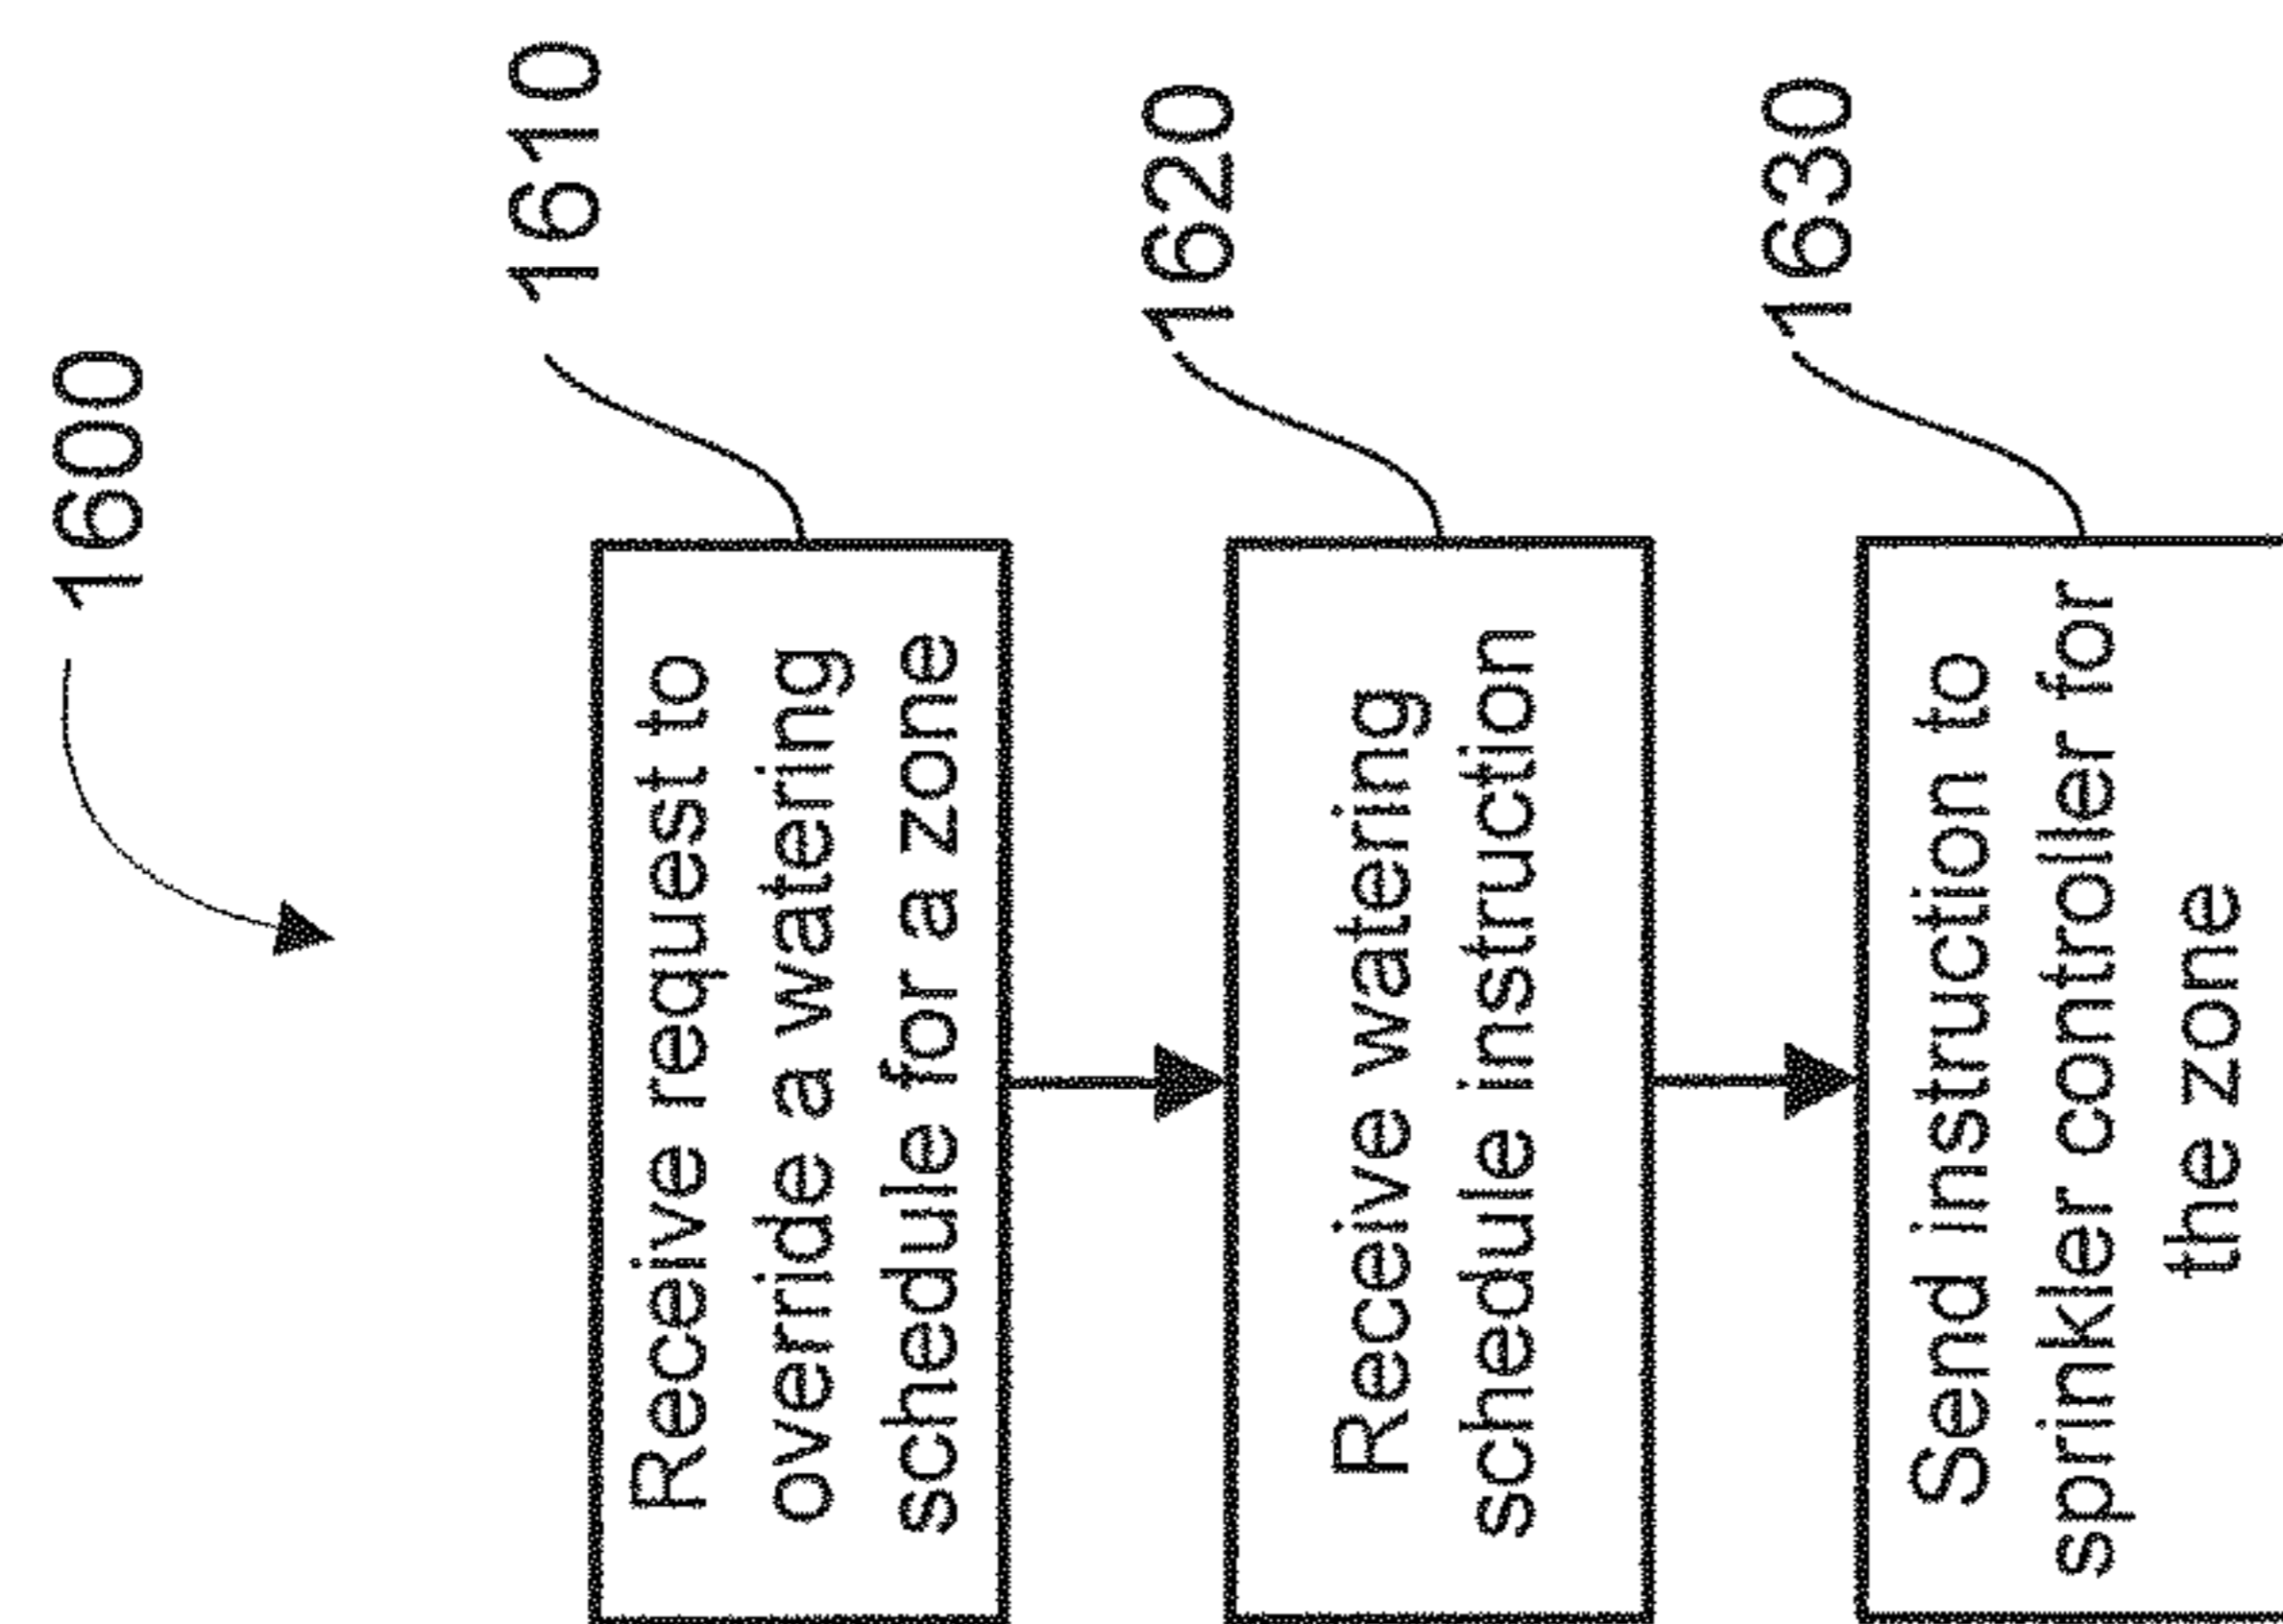 1600
1610
Receive request to
override a watering
schedule for a zone
1620
Receive watering
schedule instruction
1630
Send instruction to
sprinkler controller for
the zone